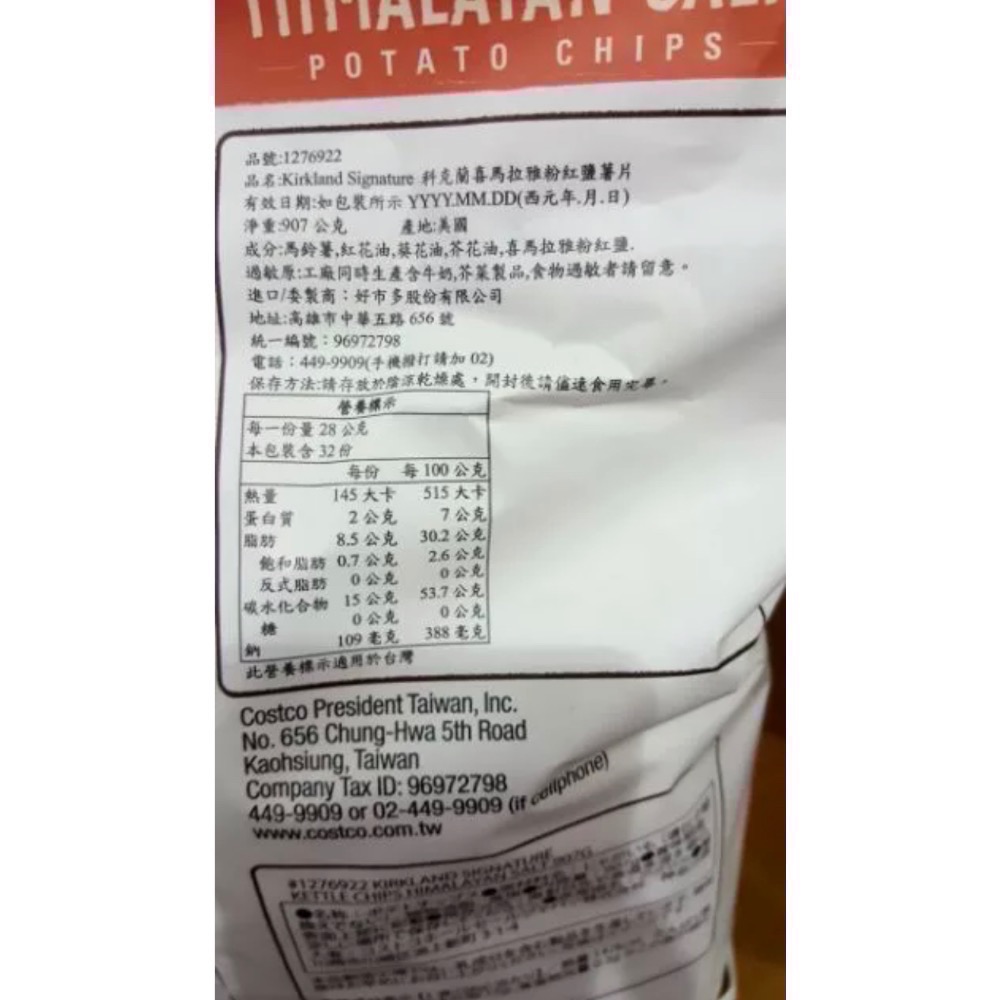 HIMALAYAN
POTATO CHIPS
品號:1276922
品名:Kirkland Signature 科克蘭喜馬拉雅粉紅鹽薯片
有效日期:如包裝所示 YYYY.MM.DD(西元年.月.日)
淨重:907 公克 產地:美國
成分:馬鈴薯,紅花油,葵花油,芥花油,喜馬拉雅粉紅鹽.
過敏原:工廠同時生產含牛奶,芥菜製品,食物過敏者請留意。
進口/委製商：好市多股份有限公司
地址:高雄市中華五路 656 號
統一編號：96972798
電話：449-9909(手機撥打請加 02)
保存方法:請存放於陰涼乾燥處，開封後請儘速食用完畢。
營養標示
每一份量 28 公克
本包裝含 32 份
每份 每 100 公克
熱量 145 大卡 515 大卡
蛋白質 2 公克 7 公克
脂肪 8.5 公克 30.2 公克
飽和脂肪 0.7 公克 2.6 公克
反式脂肪 0 公克 0 公克
碳水化合物 15 公克 53.7 公克
糖 0 公克 0 公克
鈉 109 毫克 388 毫克
此營養標示適用於台灣
Costco President Taiwan, Inc.
No. 656 Chung-Hwa 5th Road
Kaohsiung, Taiwan
Company Tax ID: 96972798
449-9909 or 02-449-9909 (if cellphone)
www.costco.com.tw
#1276922 KIRKLAND SIGNATURE
KETTLE CHIPS HIMALAYAN SALT 907G